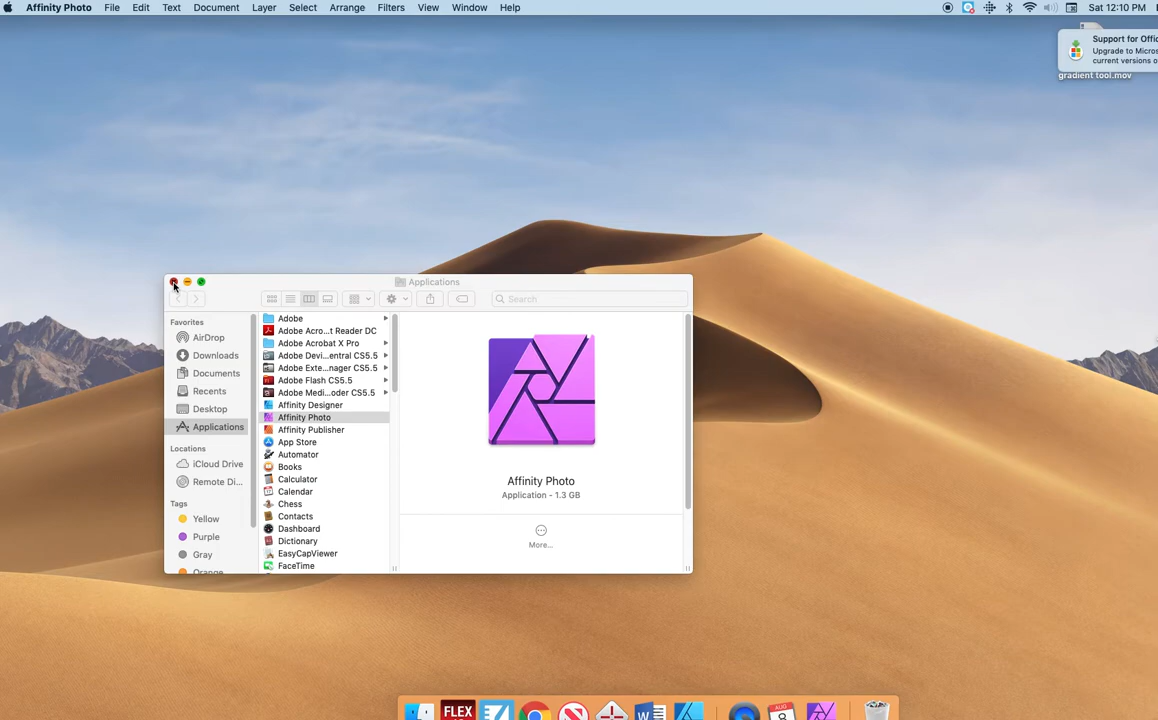 Affinity Photo File Edit Text Document Layer Select Arrange Filters View Window Help Sat 12:10 PM
Support for Offic
Upgrade to Micros
current versions o
gradient tool.mov
Applications
Search
Favorites
AirDrop
Downloads
Documents
Recents
Desktop
Applications
Locations
iCloud Drive
Remote Di...
Tags
Yellow
Purple
Gray
Orange
Adobe
Adobe Acro...t Reader DC
Adobe Acrobat X Pro
Adobe Devi...entral CS5.5
Adobe Exte...nager CS5.5
Adobe Flash CS5.5
Adobe Medi...oder CS5.5
Affinity Designer
Affinity Photo
Affinity Publisher
App Store
Automator
Books
Calculator
Calendar
Chess
Contacts
Dashboard
Dictionary
EasyCapViewer
FaceTime
Affinity Photo
Application - 1.3 GB
More...
FLEX
AUG
8